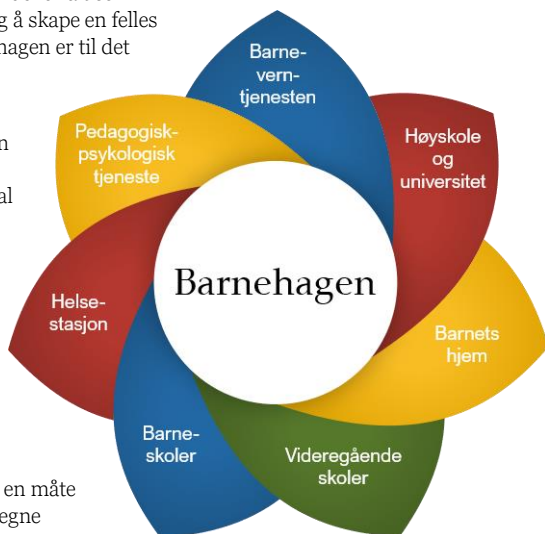 g å skape en felles
hagen er til det
n
al
en måte
egne
Barne-
vern-
tjenesten
Høyskole
og
universitet
Barnets
hjem
Videregående
skoler
Barne-
skoler
Helse-
stasjon
Pedagogisk-
psykologisk
tjeneste
Barnehagen